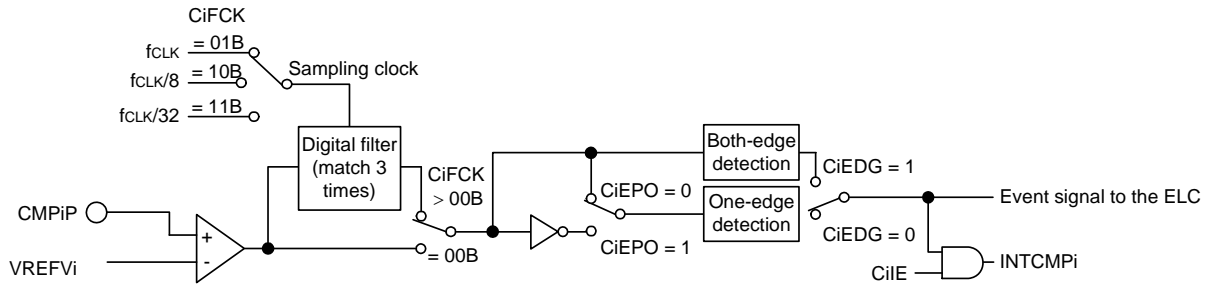 CiFCK
fCLK = 01B
Sampling clock
fCLK/8 = 10B
fCLK/32 = 11B
Digital filter
(match 3
times)
CiFCK
> 00B
= 00B
CMPiP
+
-
VREFVi
CiEPO = 0
CiEPO = 1
Both-edge
detection
One-edge
detection
CiEDG = 1
CiEDG = 0
Event signal to the ELC
CiIE
INTCMPi